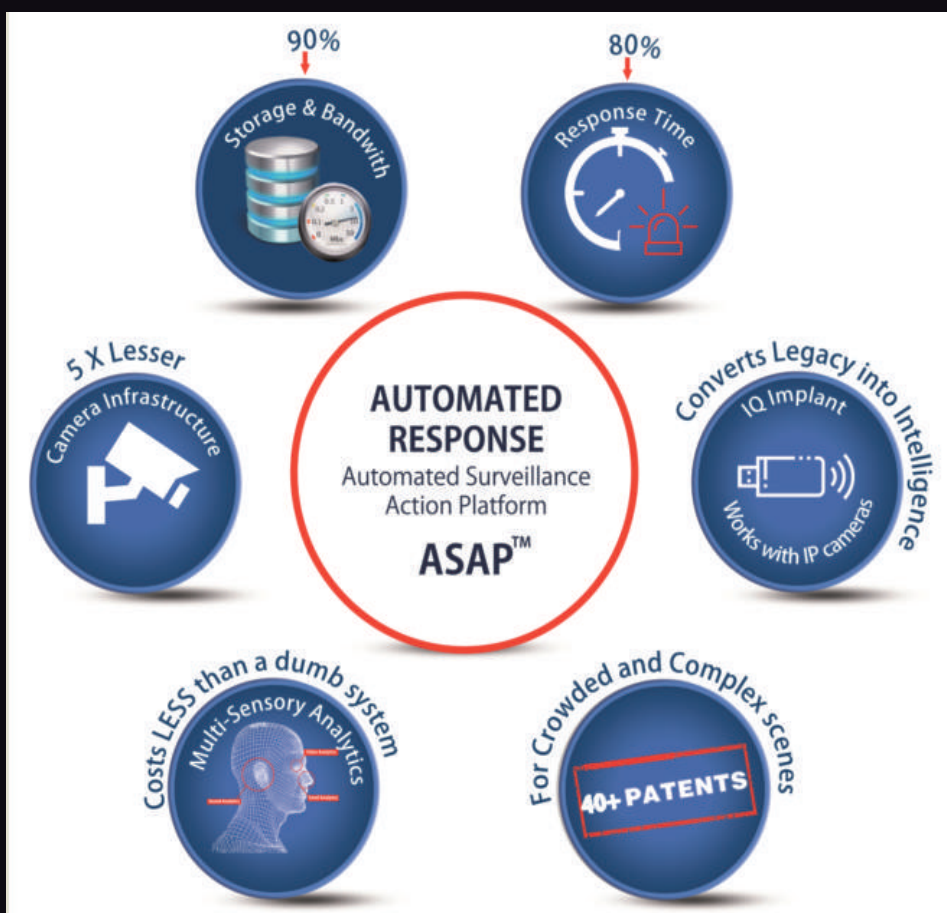 90%
Storage & Bandwith
80%
Response Time
5 X Lesser
Camera Infrastructure
AUTOMATED
RESPONSE
Automated Surveillance
Action Platform
ASAP™
Converts Legacy into Intelligence
IQ Implant
Works with IP cameras
Costs LESS than a dumb system
Multi-Sensory Analytics
For Crowded and Complex scenes
40+ PATENTS